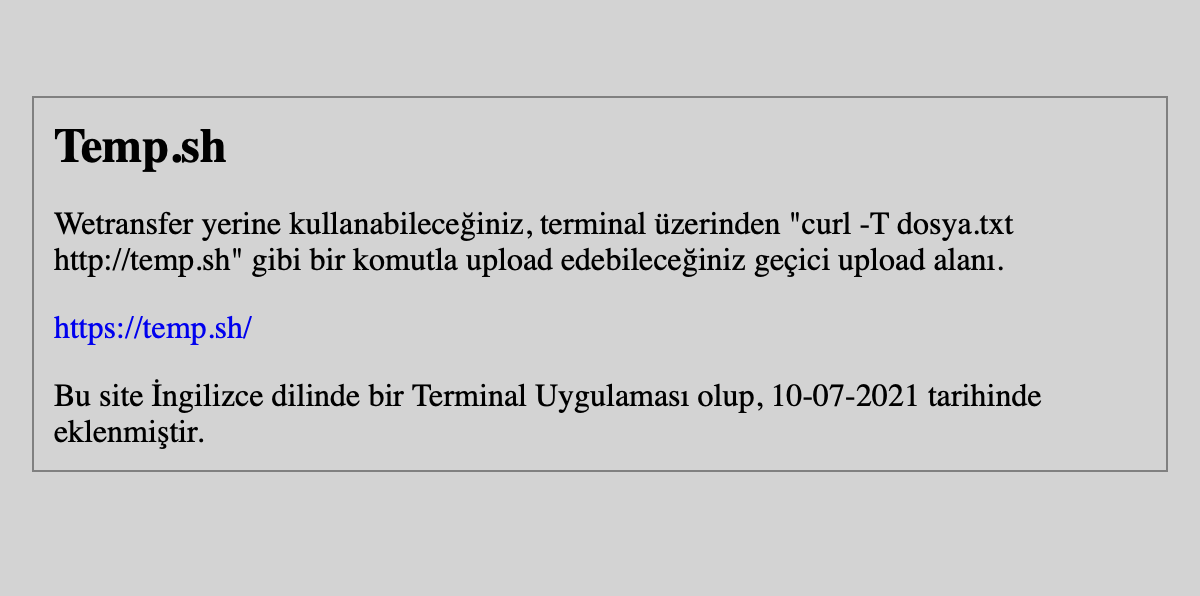 Temp.sh
Wetransfer yerine kullanabileceğiniz, terminal üzerinden "curl -T dosya.txt
http://temp.sh" gibi bir komutla upload edebileceğiniz geçici upload alanı.
https://temp.sh/
Bu site İngilizce dilinde bir Terminal Uygulaması olup, 10-07-2021 tarihinde
eklenmiştir.